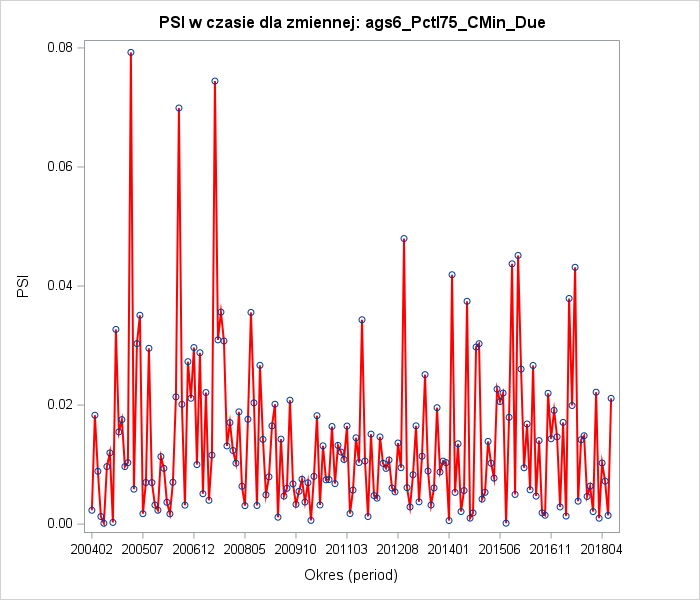 PSI w czasie dla zmiennej: ags6_Pctl75_CMin_Due
0.08
0.06
0.04
0.02
0.00
PSI
200402 200507 200612 200805 200910 201103 201208 201401 201506 201611 201804
Okres (period)